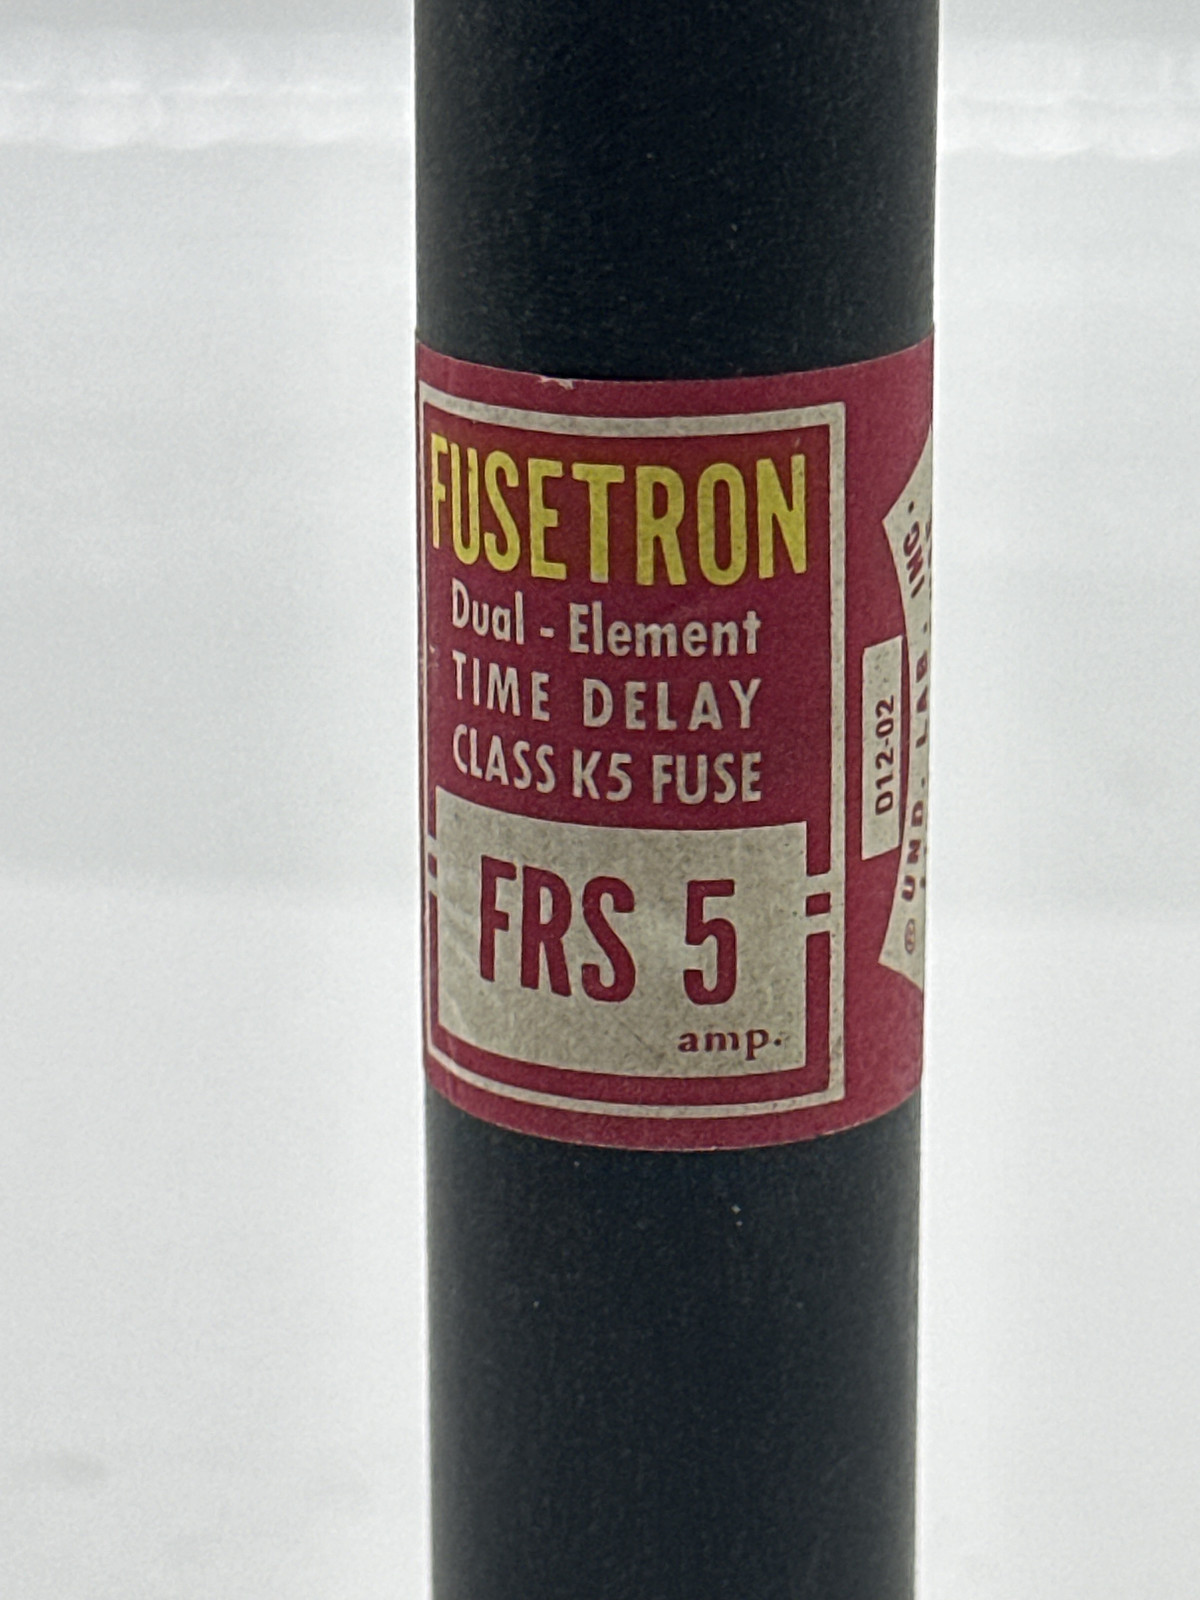 FUSETRON
Dual - Element
TIME DELAY
CLASS K5 FUSE
FRS 5
amp.
D12-02
® UND. LAB. INC.